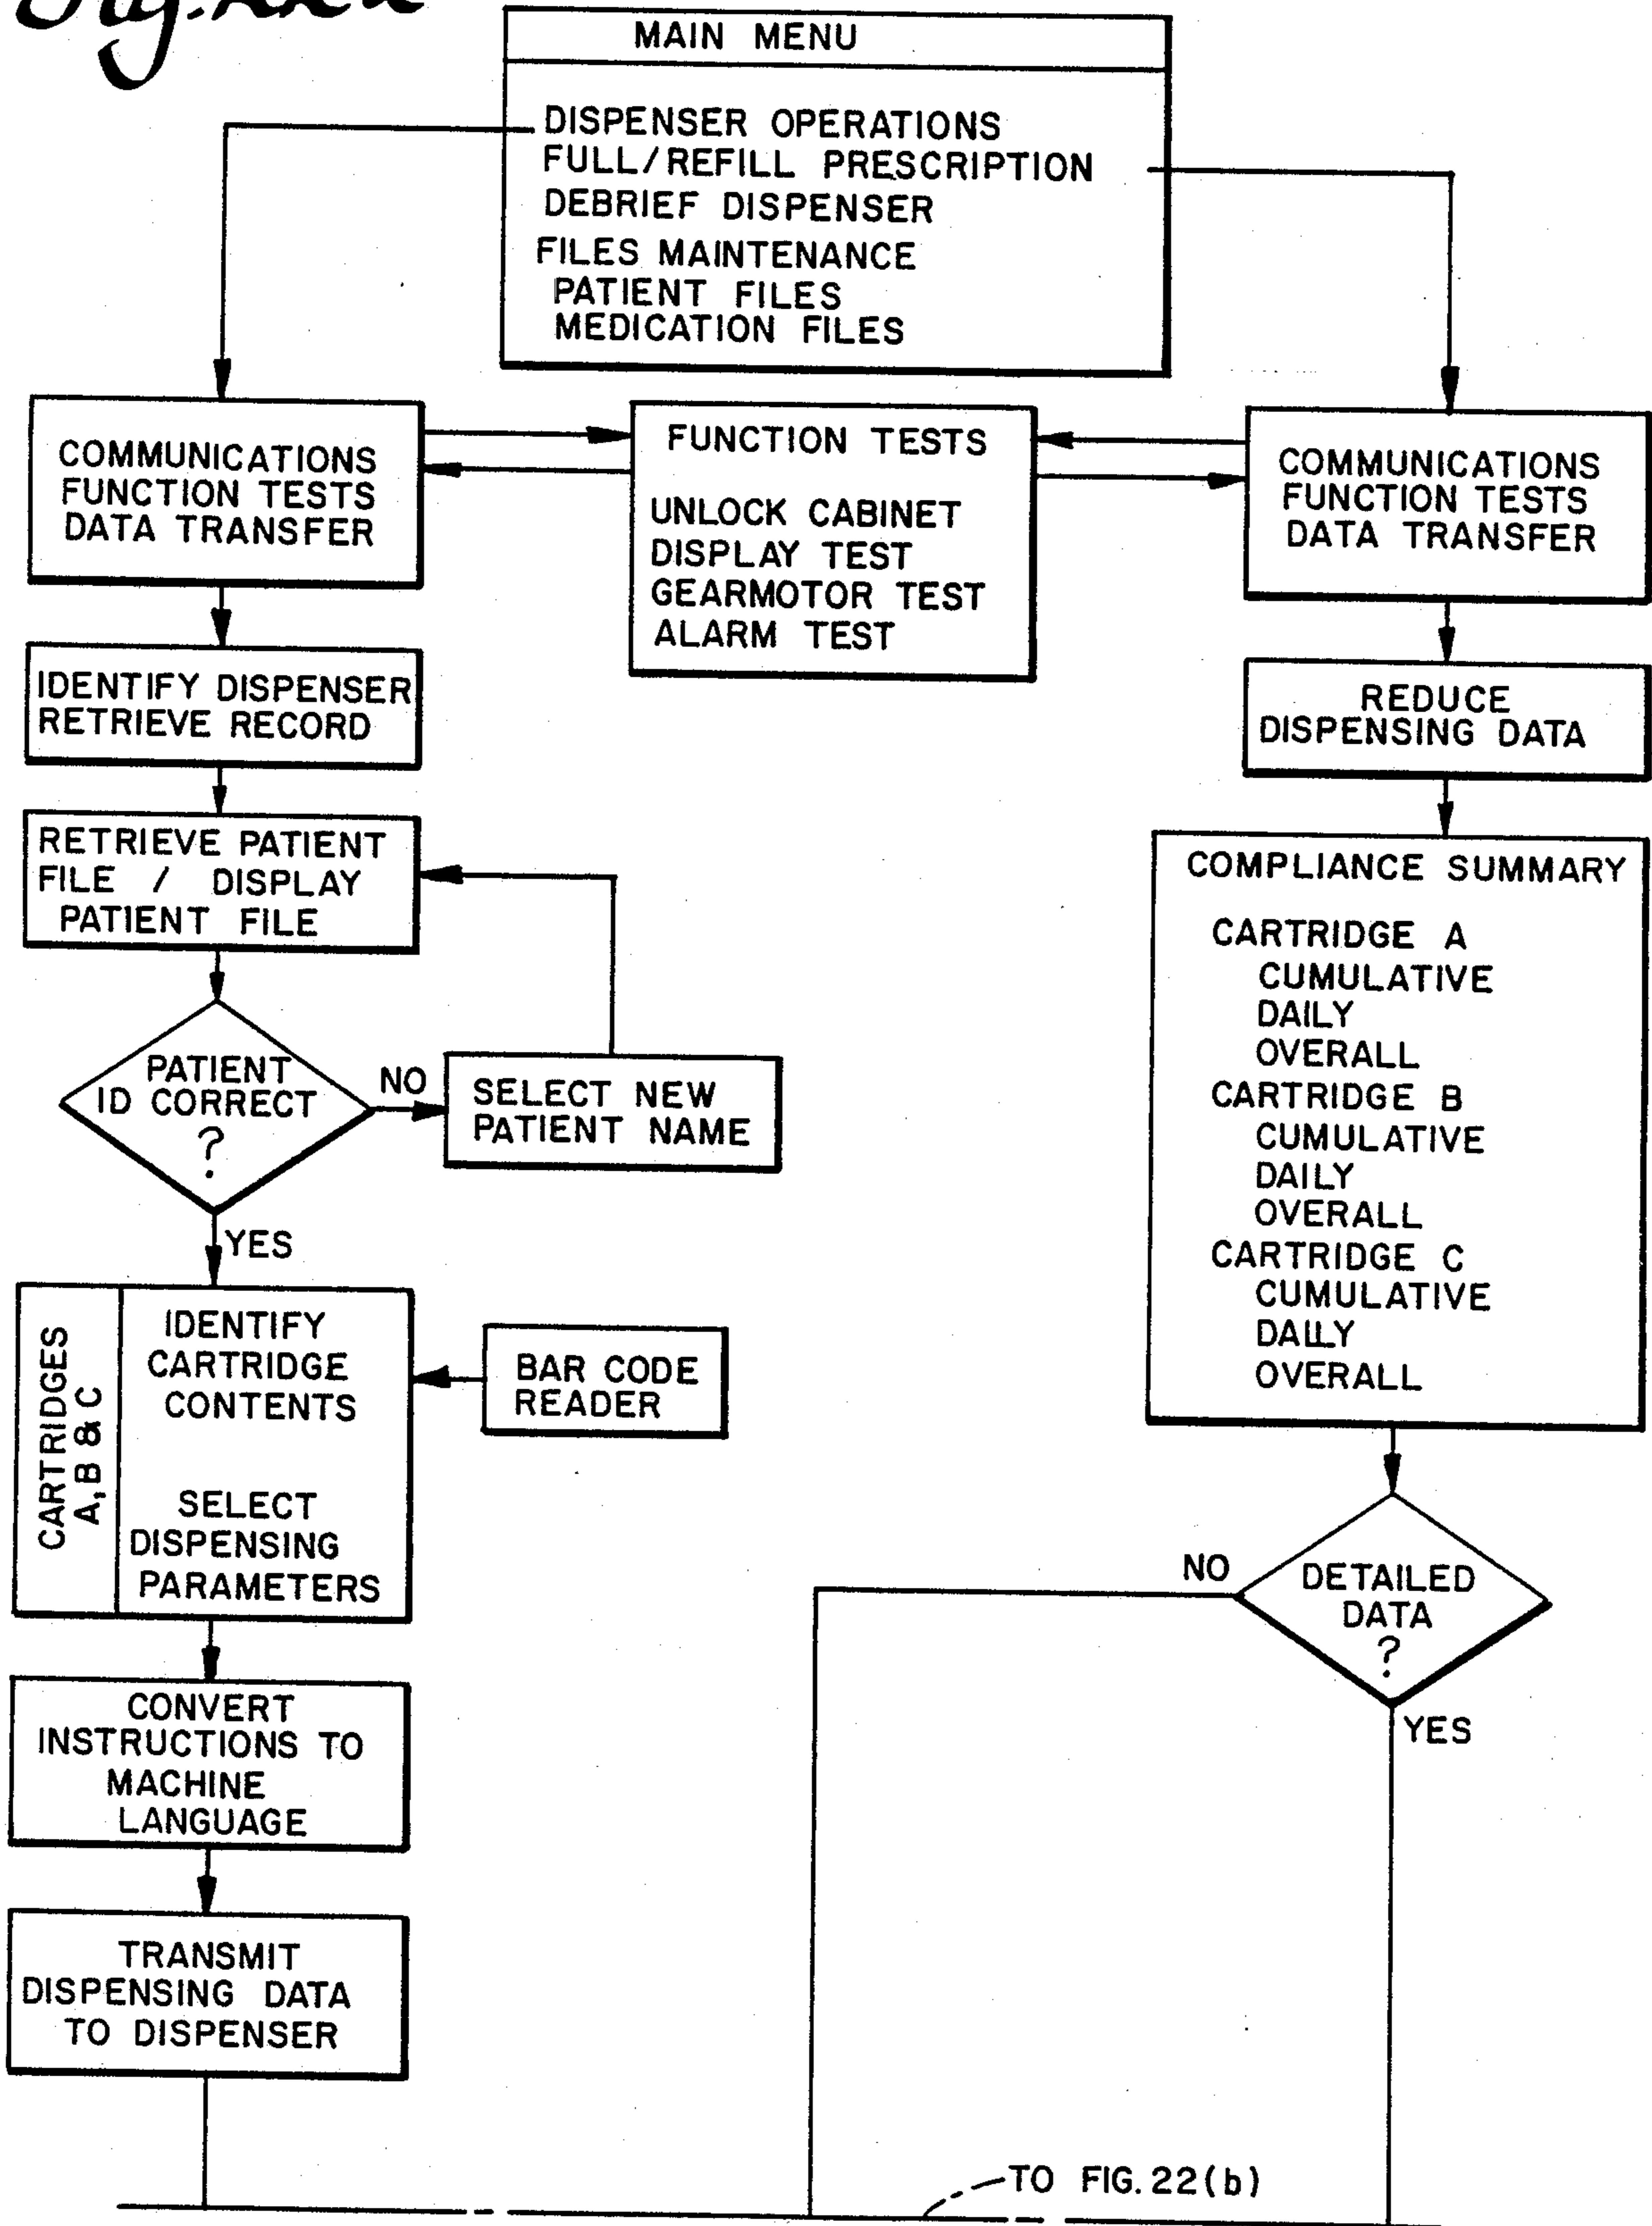 MAIN MENU
DISPENSER OPERATIONS
FULL/REFILL PRESCRIPTION
DEBRIEF DISPENSER
FILES MAINTENANCE
PATIENT FILES
MEDICATION FILES
COMMUNICATIONS
FUNCTION TESTS
DATA TRANSFER
FUNCTION TESTS
UNLOCK CABINET
DISPLAY TEST
GEARMOTOR TEST
ALARM TEST
COMMUNICATIONS
FUNCTION TESTS
DATA TRANSFER
IDENTIFY DISPENSER
RETRIEVE RECORD
REDUCE
DISPENSING DATA
RETRIEVE PATIENT
FILE / DISPLAY
PATIENT FILE
COMPLIANCE SUMMARY
CARTRIDGE A
CUMULATIVE
DAILY
OVERALL
CARTRIDGE B
CUMULATIVE
DAILY
OVERALL
CARTRIDGE C
CUMULATIVE
DAILY
OVERALL
PATIENT
ID CORRECT
?
NO
SELECT NEW
PATIENT NAME
YES
CARTRIDGES
A, B & C
IDENTIFY
CARTRIDGE
CONTENTS
SELECT
DISPENSING
PARAMETERS
BAR CODE
READER
NO
DETAILED
DATA
?
YES
CONVERT
INSTRUCTIONS TO
MACHINE
LANGUAGE
TRANSMIT
DISPENSING DATA
TO DISPENSER
TO FIG. 22(b)